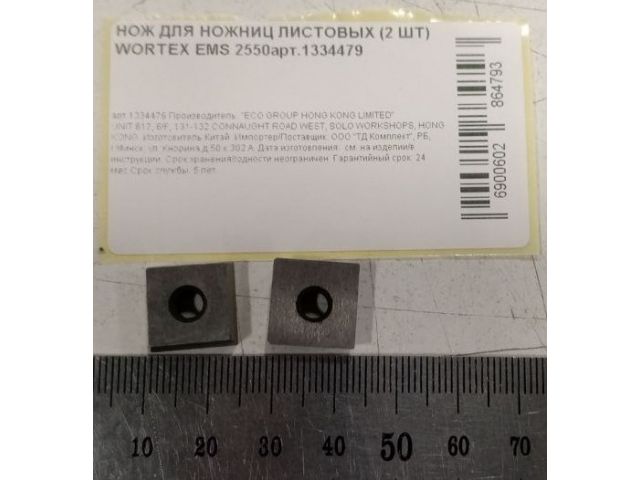 НОЖ ДЛЯ НОЖНИЦ ЛИСТОВЫХ (2 ШТ)
WORTEX EMS 2550арт.1334479
арт.1334479 Производитель: "ECO GROUP HONG KONG LIMITED"
UNIT 617, 6/F, 131-132 CONNAUGHT ROAD WEST, SOLO WORKSHOPS, HONG
KONG. Изготовитель Китай. Импортер/Поставщик: ООО "ТД Комплект", РБ,
г.Минск, ул. Кнорина д.50 к.302 А. Дата изготовления: см. на изделии/в
инструкции. Срок хранения/годности неограничен. Гарантийный срок: 24
мес. Срок службы: 5 лет.
6900602 864793
10 20 30 40 50 60 70